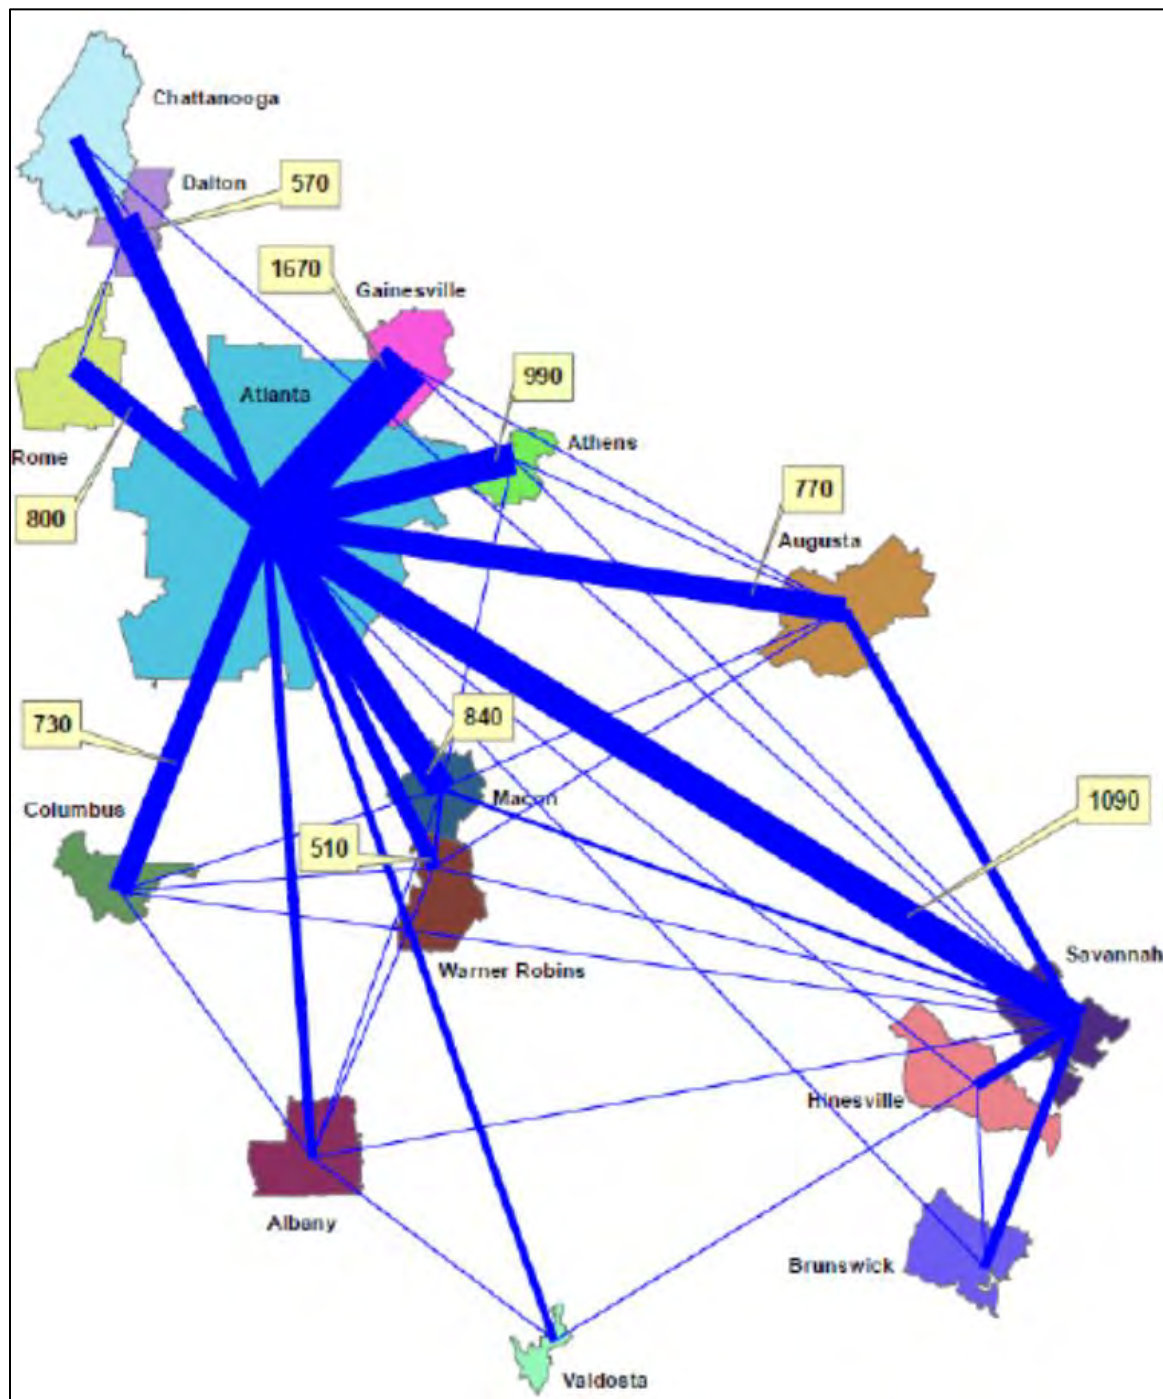 Chattanooga
Dalton
570
1670
Gainesville
990
Atlanta
Athens
Rome
770
800
Augusta
840
730
Macon
1090
Columbus
510
Savannah
Warner Robins
Hinesville
Albany
Brunswick
Valdosta